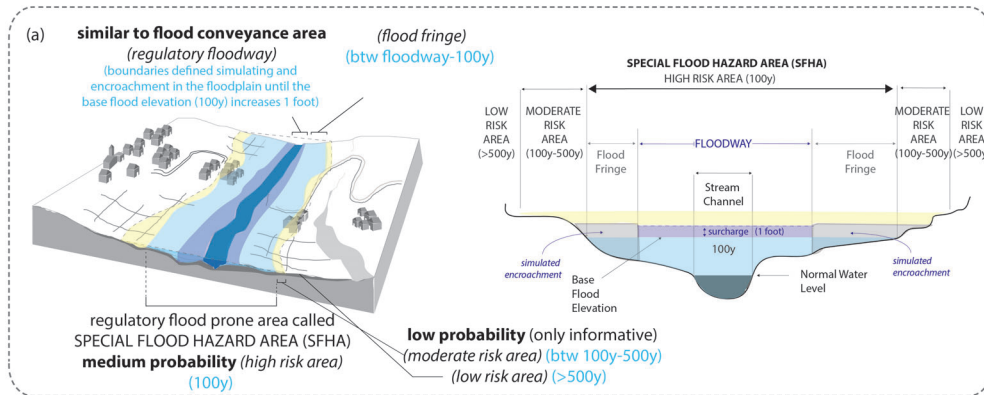 (a)
similar to flood conveyance area
(regulatory floodway)
(boundaries defined simulating and
encroachment in the floodplain until the
base flood elevation (100y) increases 1 foot)
(flood fringe)
(btw floodway-100y)
regulatory flood prone area called
SPECIAL FLOOD HAZARD AREA (SFHA)
medium probability (high risk area)
(100y)
low probability (only informative)
(moderate risk area) (btw 100y-500y)
(low risk area) (>500y)
SPECIAL FLOOD HAZARD AREA (SFHA)
HIGH RISK AREA (100y)
LOW
RISK
AREA
(>500y)
MODERATE
RISK
AREA
(100y-500y)
MODERATE
RISK
AREA
(100y-500y)
LOW
RISK
AREA
(>500y)
Flood
Fringe
FLOODWAY
Flood
Fringe
Stream
Channel
surcharge (1 foot)
100y
simulated
encroachment
Base
Flood
Elevation
Normal Water
Level
simulated
encroachment